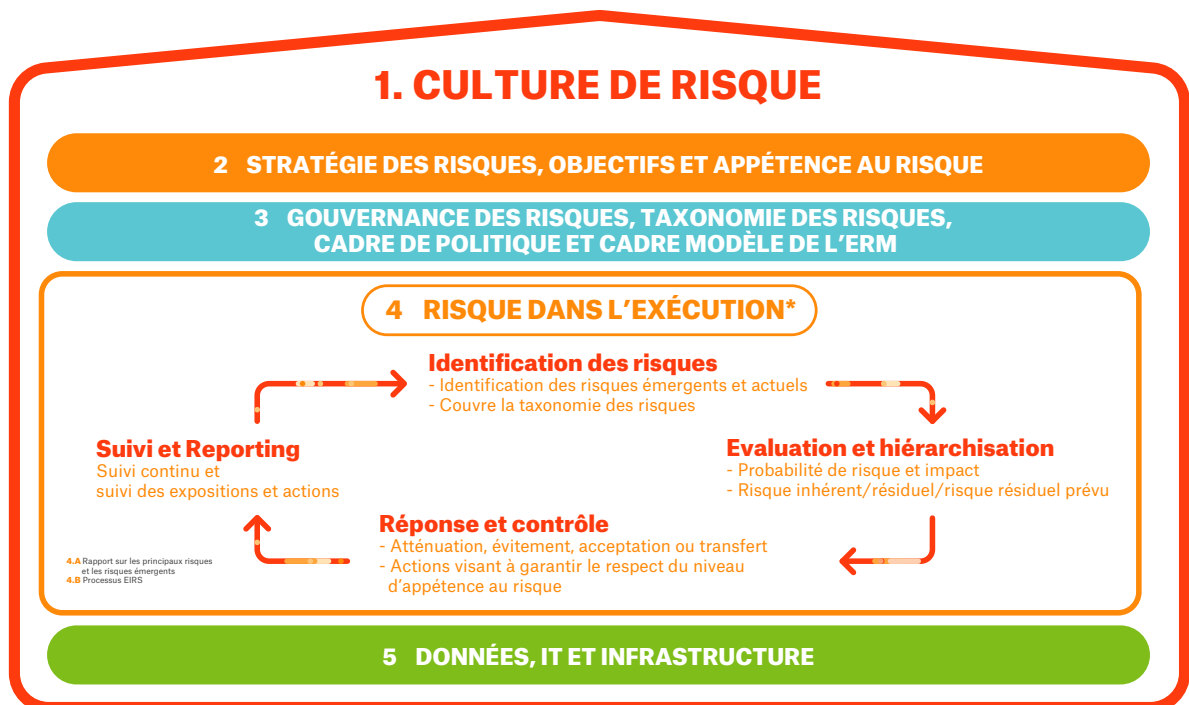 1. CULTURE DE RISQUE
2 STRATÉGIE DES RISQUES, OBJECTIFS ET APPÉTENCE AU RISQUE
3 GOUVERNANCE DES RISQUES, TAXONOMIE DES RISQUES,
CADRE DE POLITIQUE ET CADRE MODÈLE DE L'ERM
4 RISQUE DANS L'EXÉCUTION*
Identification des risques
- Identification des risques émergents et actuels
- Couvre la taxonomie des risques
Evaluation et hiérarchisation
- Probabilité de risque et impact
- Risque inhérent/résiduel/risque résiduel prévu
Réponse et contrôle
- Atténuation, évitement, acceptation ou transfert
- Actions visant à garantir le respect du niveau
d'appétence au risque
Suivi et Reporting
Suivi continu et
suivi des expositions et actions
4.A Rapport sur les principaux risques
et les risques émergents
4.B Processus EIRS
5 DONNÉES, IT ET INFRASTRUCTURE